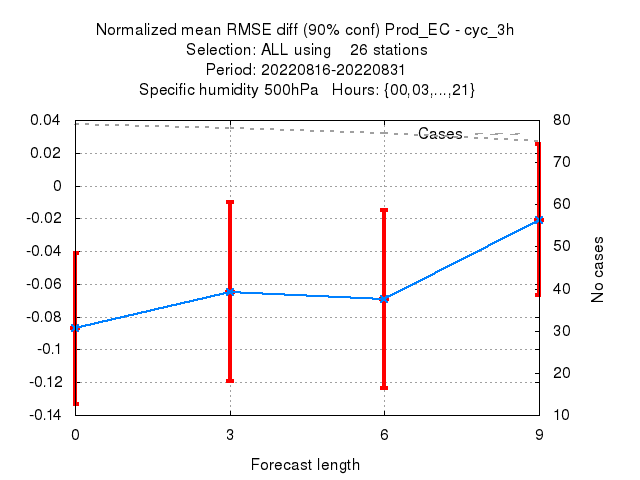 Normalized mean RMSE diff (90% conf) Prod_EC - cyc_3h
Selection: ALL using    26 stations
Period: 20220816-20220831
Specific humidity 500hPa   Hours: {00,03,...,21}
0.04
0.02
0
-0.02
-0.04
-0.06
-0.08
-0.1
-0.12
-0.14
Cases
80
70
60
50
40
30
20
10
No cases
0 3 6 9
Forecast length